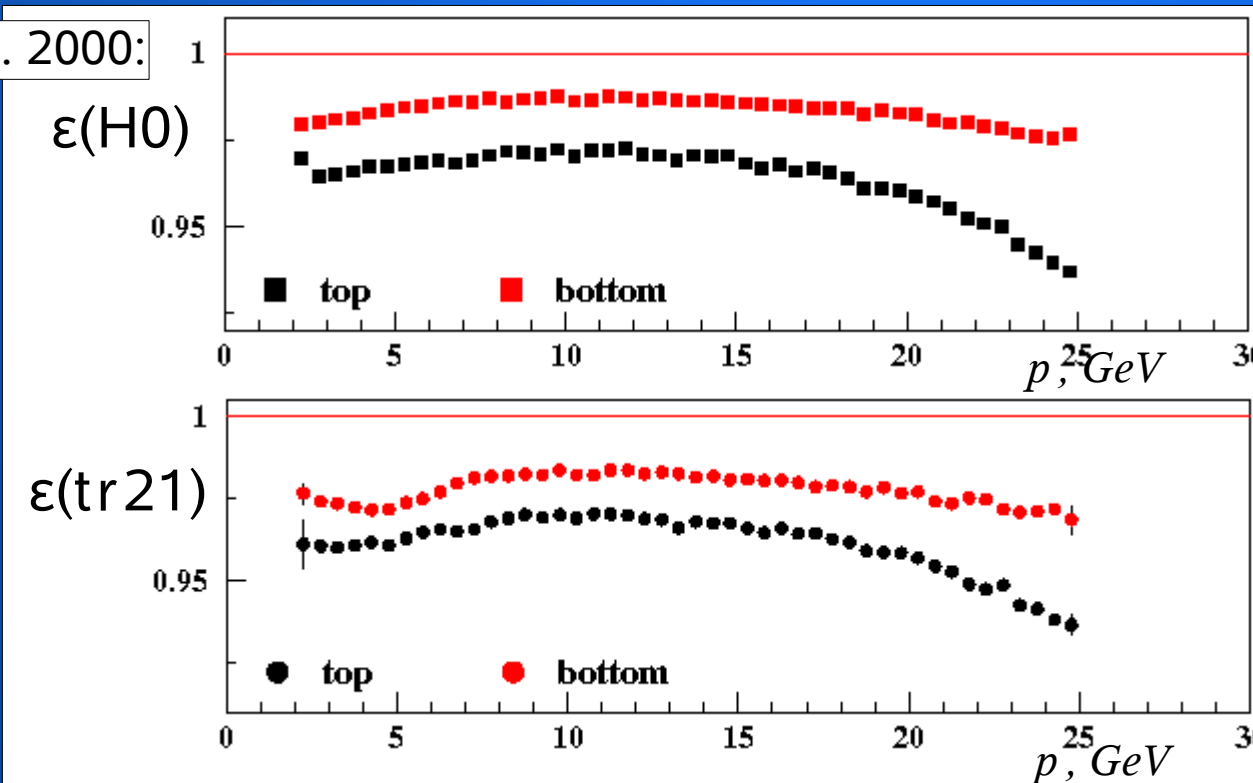 . 2000:
1
ε(H0)
0.95
top bottom
0 5 10 15 20 25 30
p , GeV
1
ε(tr21)
0.95
top bottom
0 5 10 15 20 25
p , GeV